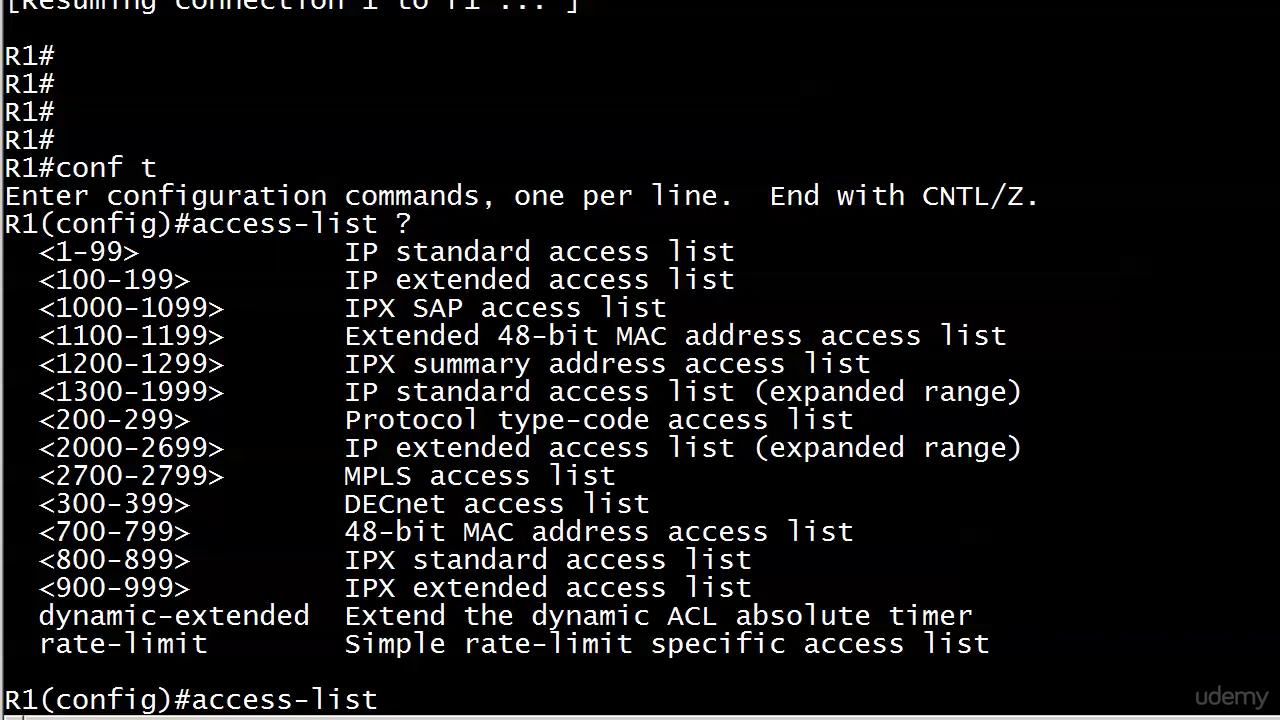 [Resuming connection 1 to r1 ... ]
R1#
R1#
R1#
R1#
R1#conf t
Enter configuration commands, one per line.  End with CNTL/Z.
R1(config)#access-list ?
  <1-99>            IP standard access list
  <100-199>         IP extended access list
  <1000-1099>       IPX SAP access list
  <1100-1199>       Extended 48-bit MAC address access list
  <1200-1299>       IPX summary address access list
  <1300-1999>       IP standard access list (expanded range)
  <200-299>         Protocol type-code access list
  <2000-2699>       IP extended access list (expanded range)
  <2700-2799>       MPLS access list
  <300-399>         DECnet access list
  <700-799>         48-bit MAC address access list
  <800-899>         IPX standard access list
  <900-999>         IPX extended access list
  dynamic-extended  Extend the dynamic ACL absolute timer
  rate-limit        Simple rate-limit specific access list
R1(config)#access-list
udemy